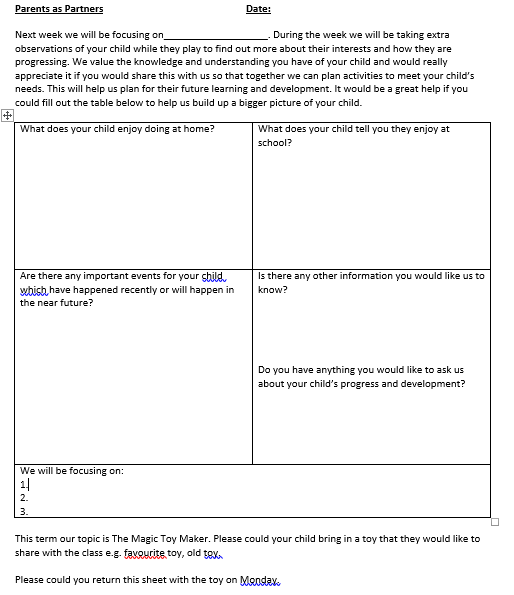 Parents as Partners Date:
Next week we will be focusing on____________________. During the week we will be taking extra
observations of your child while they play to find out more about their interests and how they are
progressing. We value the knowledge and understanding you have of your child and would really
appreciate it if you would share this with us so that together we can plan activities to meet your child's
needs. This will help us plan for their future learning and development. It would be a great help if you
could fill out the table below to help us build up a bigger picture of your child.
What does your child enjoy doing at home?
What does your child tell you they enjoy at
school?
Are there any important events for your child
which have happened recently or will happen in
the near future?
Is there any other information you would like us to
know?
Do you have anything you would like to ask us
about your child's progress and development?
We will be focusing on:
1.
2.
3.
This term our topic is The Magic Toy Maker. Please could your child bring in a toy that they would like to
share with the class e.g. favourite toy, old toy.
Please could you return this sheet with the toy on Monday.